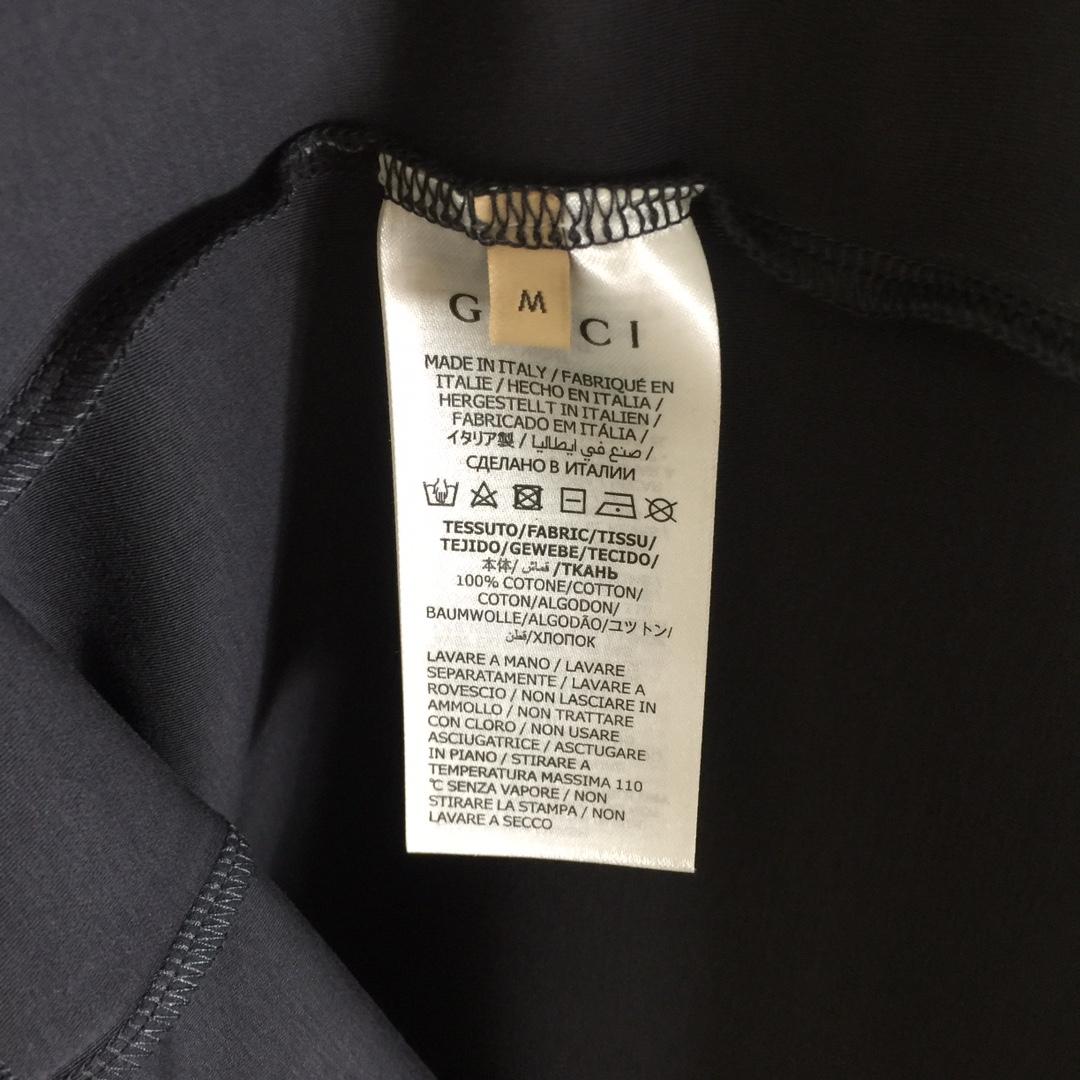 M
G CCI
MADE IN ITALY / FABRIQUÉ EN
ITALIE / HECHO EN ITALIA /
HERGESTELLT IN ITALIEN /
FABRICADO EM ITÁLIA /
イタリア製 / صنع في ايطاليا /
СДЕЛАНО В ИТАЛИИ
TESSUTO/FABRIC/TISSU/
TEJIDO/GEWEBE/TECIDO/
本体/ قماش /ТКАНЬ
100% COTONE/COTTON/
COTON/ALGODON/
BAUMWOLLE/ALGODÃO/ユツトン/
قطن/ХЛОПОК
LAVARE A MANO / LAVARE
SEPARATAMENTE / LAVARE A
ROVESCIO / NON LASCIARE IN
AMMOLLO / NON TRATTARE
CON CLORO / NON USARE
ASCIUGATRICE / ASCTUGARE
IN PIANO / STIRARE A
TEMPERATURA MASSIMA 110
°C SENZA VAPORE / NON
STIRARE LA STAMPA / NON
LAVARE A SECCO